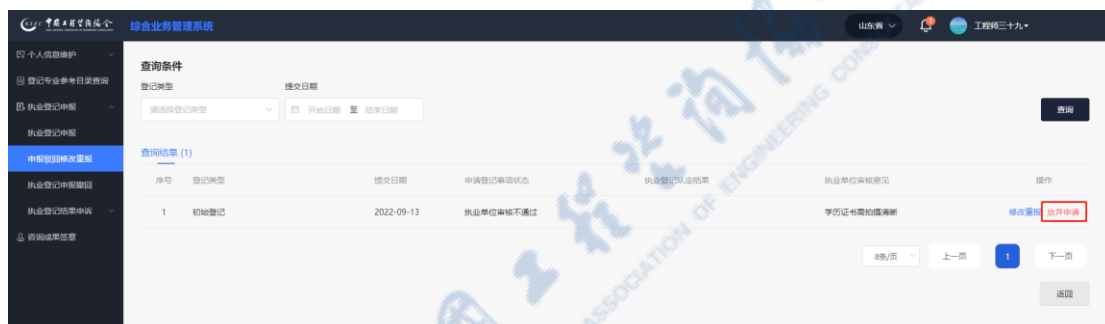 中国工程咨询协会 综合业务管理系统 山东省 工程师三十九
个人信息维护
登记专业参考目录查询
执业登记申报
执业登记申报
申报驳回修改重报
执业登记申报撤回
执业登记结果申诉
咨询成果签章
查询条件
登记类型 提交日期
请选择登记类型 开始日期 至 结束日期 查询
查询结果 (1)
序号 登记类型 提交日期 申请登记事项状态 执业登记认定结果 执业单位审核意见 操作
1 初始登记 2022-09-13 执业单位审核不通过 学历证书需拍摄清晰 修改重报 放弃申请
8条/页 上一页 1 下一页
返回